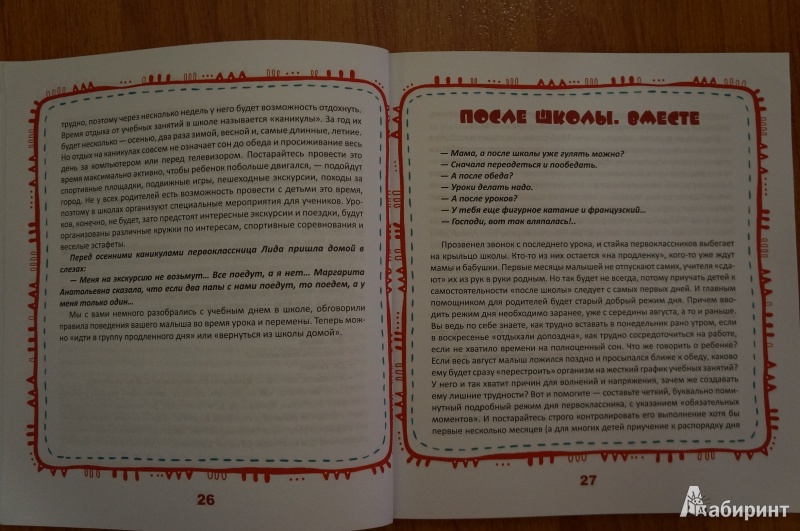 трудно, поэтому через несколько недель у него будет возможность отдохнуть.
Время отдыха от учебных занятий в школе называется «каникулы». За год их
будет несколько — осенью, два раза зимой, весной и, самые длинные, летние.
Но отдых на каникулах совсем не означает сон до обеда и просиживание весь
день за компьютером или перед телевизором. Постарайтесь провести это
время максимально активно, чтобы ребенок побольше двигался, — подойдут
спортивные площадки, подвижные игры, пешеходные экскурсии, походы за
город. Не у всех родителей есть возможность провести с детьми это время,
поэтому в школах организуют специальные мероприятия для учеников. Уро-
ков, конечно, не будет, зато предстоят интересные экскурсии и поездки, будут
организованы различные кружки по интересам, спортивные соревнования и
веселые эстафеты.
Перед осенними каникулами первоклассница Лида пришла домой в
слезах:
— Меня на экскурсию не возьмут... Все поедут, а я нет... Маргарита
Анатольевна сказала, что если два папы с нами поедут, то поедем, а у
меня только один...
Мы с вами немного разобрались с учебным днем в школе, обговорили
правила поведения вашего малыша во время урока и перемены. Теперь мож-
но «идти в группу продленного дня» или «вернуться из школы домой».
26
ПОСЛЕ ШКОЛЫ. ВМЕСТЕ
— Мама, а после школы уже гулять можно?
— Сначала переодеться и пообедать.
— А после обеда?
— Уроки делать надо.
— А после уроков?
— У тебя еще фигурное катание и французский...
— Господи, вот так вляпалась!..
Прозвенел звонок с последнего урока, и стайка первоклассников выбегает
на крыльцо школы. Кто-то из них остается «на продленку», кого-то уже ждут
мамы и бабушки. Первые месяцы малышей не отпускают самих, учителя «сда-
ют» их из рук в руки родным. Но так будет не всегда, потому приучать детей к
самостоятельности «после школы» следует с самых первых дней. И главным
помощником для родителей будет старый добрый режим дня. Причем вво-
дить режим дня необходимо заранее, уже с середины августа, а то и раньше.
Вы ведь по себе знаете, как трудно вставать в понедельник рано утром, если
в воскресенье «отдыхали допоздна», как трудно сосредоточиться на работе,
если не хватило времени на полноценный сон. Что же говорить о ребенке?
Если весь август малыш ложился поздно и просыпался ближе к обеду, каково
ему будет сразу «перестроить» организм на жесткий график учебных занятий?
У него и так хватит причин для волнений и напряжения, зачем же создавать
ему лишние трудности? Вот и помогите — составьте четкий, буквально поми-
нутный подробный режим дня первоклассника, с указанием «обязательных
моментов». И постарайтесь строго контролировать его выполнение хотя бы
первые несколько месяцев (а для многих детей приучение к распорядку дня
27
Лабиринт